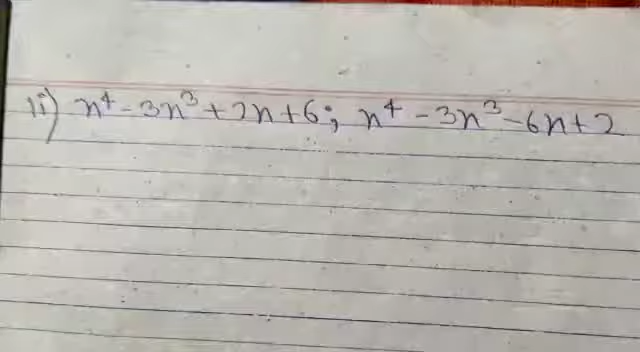 ii) x⁴ - 3x³ + 2x + 6 ; x⁴ - 3x³ - 6x + 2